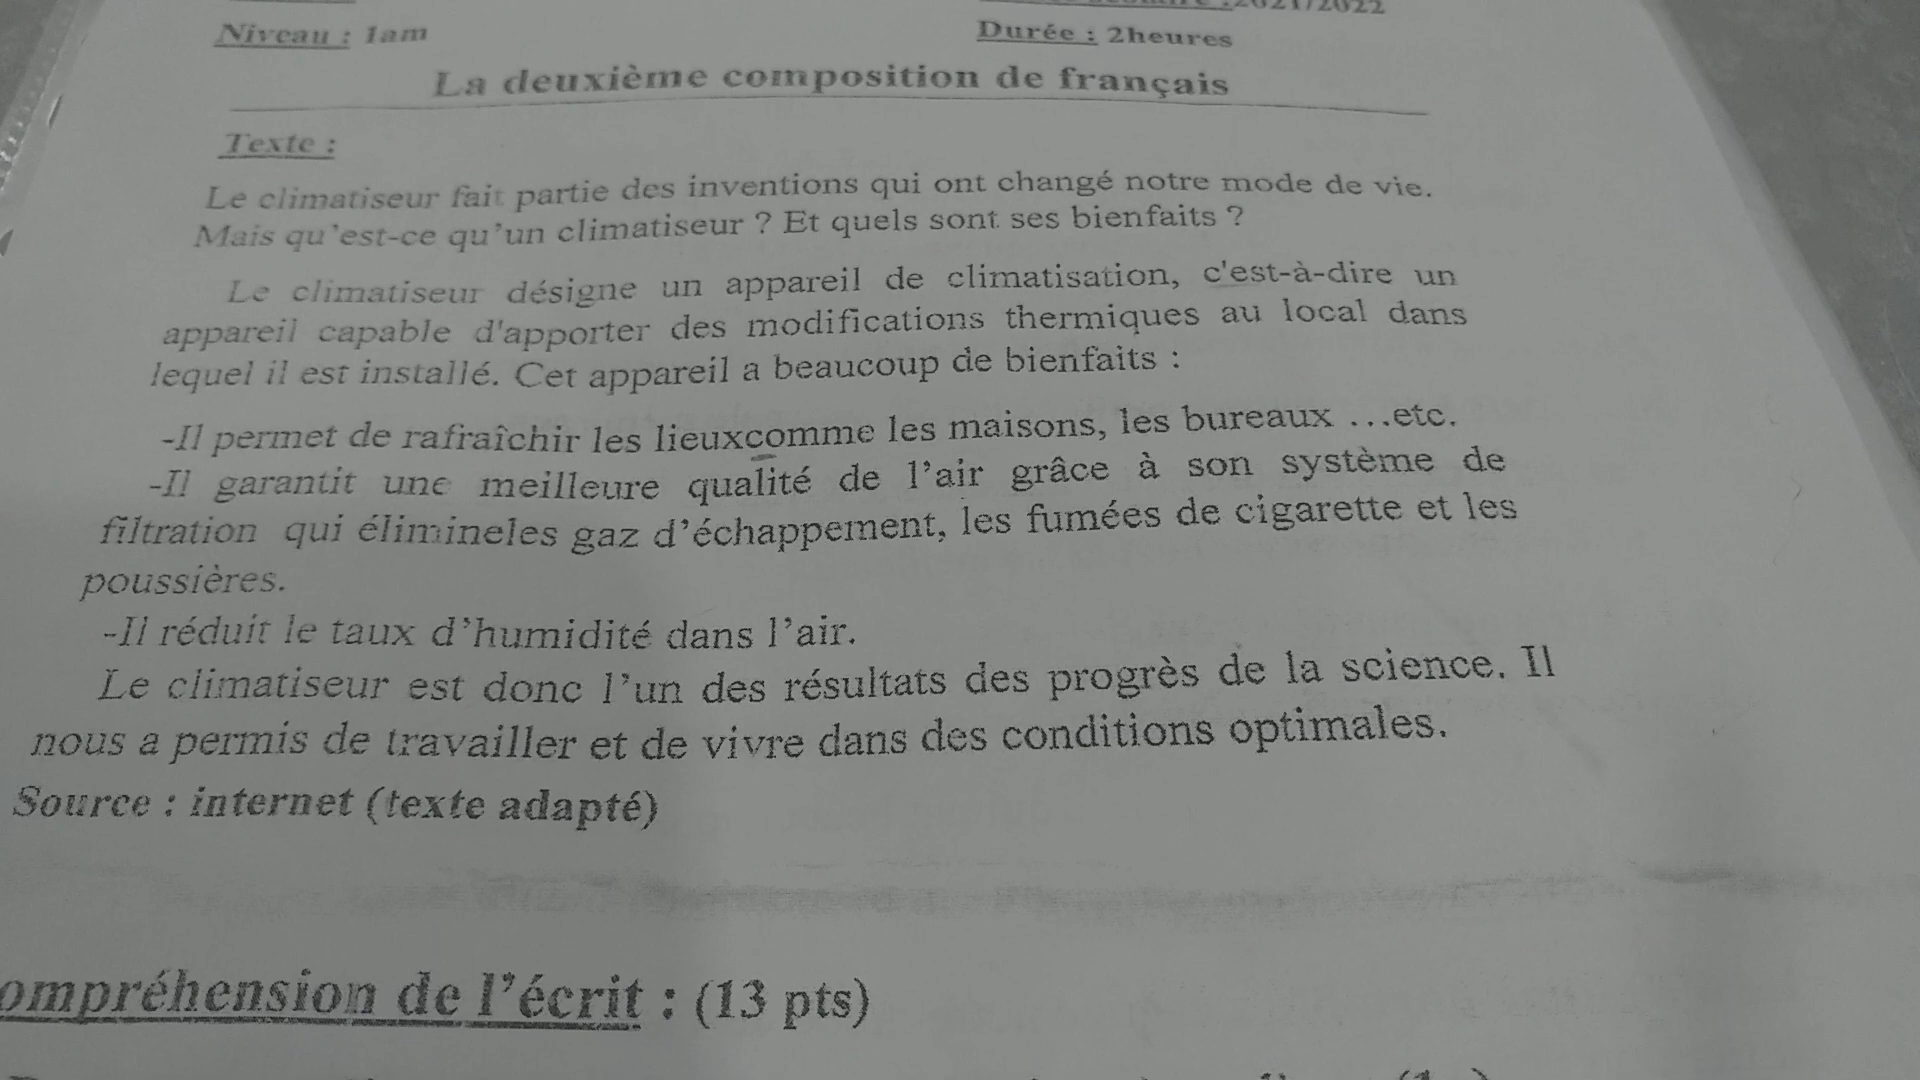 :2021/2022
Niveau : 1am
Durée : 2heures
La deuxième composition de français
Texte :
Le climatiseur fait partie des inventions qui ont changé notre mode de vie.
Mais qu'est-ce qu'un climatiseur ? Et quels sont ses bienfaits ?
Le climatiseur désigne un appareil de climatisation, c'est-à-dire un
appareil capable d'apporter des modifications thermiques au local dans
lequel il est installé. Cet appareil a beaucoup de bienfaits :
-Il permet de rafraîchir les lieuxcomme les maisons, les bureaux ...etc.
-Il garantit une meilleure qualité de l'air grâce à son système de
filtration qui élimineles gaz d'échappement, les fumées de cigarette et les
poussières.
-Il réduit le taux d'humidité dans l'air.
Le climatiseur est donc l'un des résultats des progrès de la science. Il
nous a permis de travailler et de vivre dans des conditions optimales.
Source : internet (texte adapté)
ompréhension de l'écrit : (13 pts)